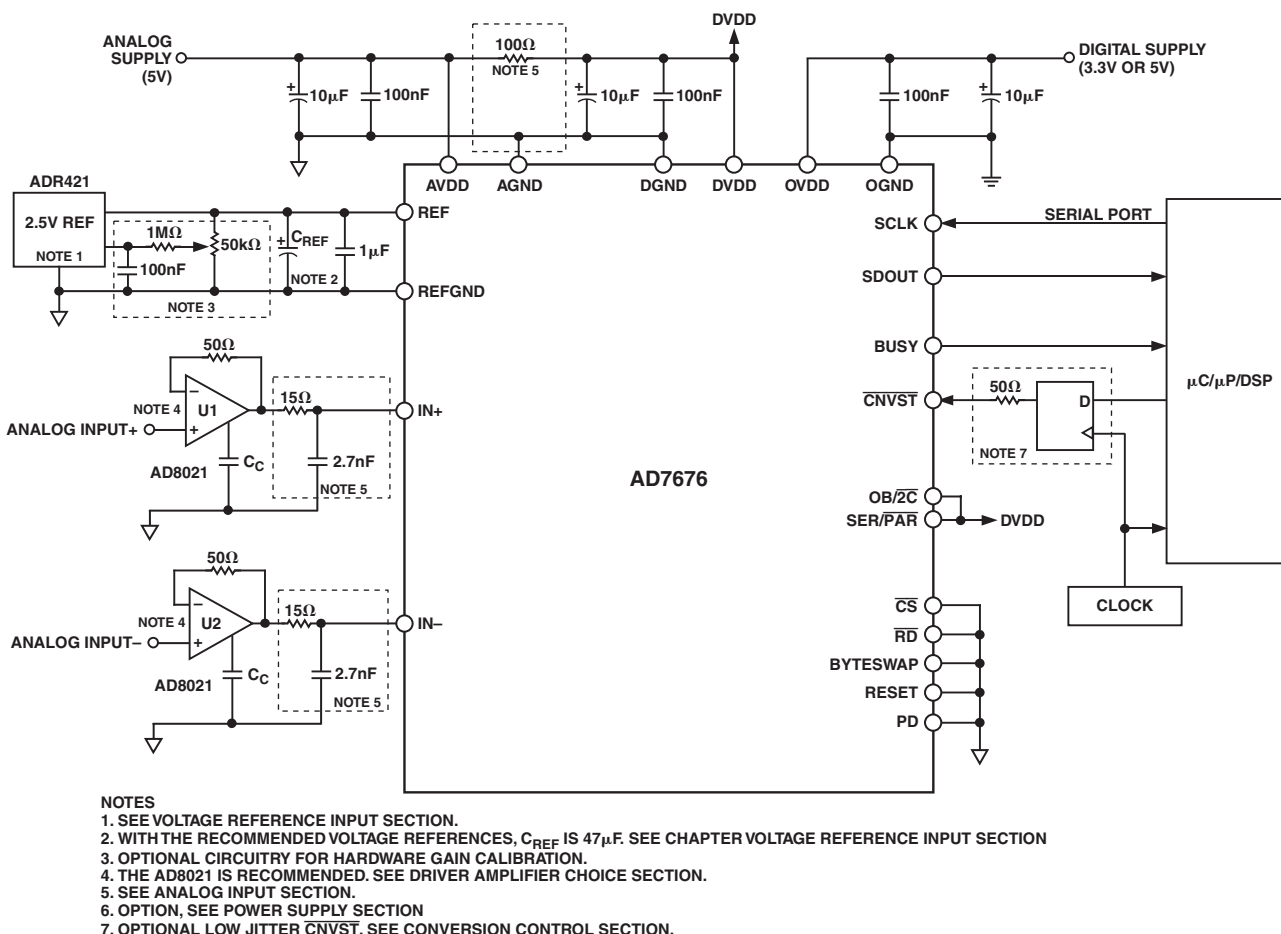 DVDD
ANALOG
SUPPLY
(5V)
100Ω
NOTE 5
DIGITAL SUPPLY
(3.3V OR 5V)
+
10μF
100nF
+
10μF
100nF
100nF
+
10μF
AVDD
AGND
DGND
DVDD
OVDD
OGND
ADR421
2.5V REF
NOTE 1
1MΩ
50kΩ
100nF
NOTE 3
+
CREF
NOTE 2
1μF
REF
REFGND
50Ω
–
NOTE 4
U1
+
ANALOG INPUT+
AD8021
CC
15Ω
2.7nF
NOTE 5
IN+
50Ω
–
NOTE 4
U2
+
ANALOG INPUT–
AD8021
CC
15Ω
2.7nF
NOTE 5
IN–
AD7676
SCLK
SERIAL PORT
SDOUT
BUSY
CNVST
50Ω
D
NOTE 7
μC/μP/DSP
OB/2C
SER/PAR
DVDD
CLOCK
CS
RD
BYTESWAP
RESET
PD
NOTES
1. SEE VOLTAGE REFERENCE INPUT SECTION.
2. WITH THE RECOMMENDED VOLTAGE REFERENCES, CREF IS 47μF. SEE CHAPTER VOLTAGE REFERENCE INPUT SECTION
3. OPTIONAL CIRCUITRY FOR HARDWARE GAIN CALIBRATION.
4. THE AD8021 IS RECOMMENDED. SEE DRIVER AMPLIFIER CHOICE SECTION.
5. SEE ANALOG INPUT SECTION.
6. OPTION, SEE POWER SUPPLY SECTION
7. OPTIONAL LOW JITTER CNVST. SEE CONVERSION CONTROL SECTION.